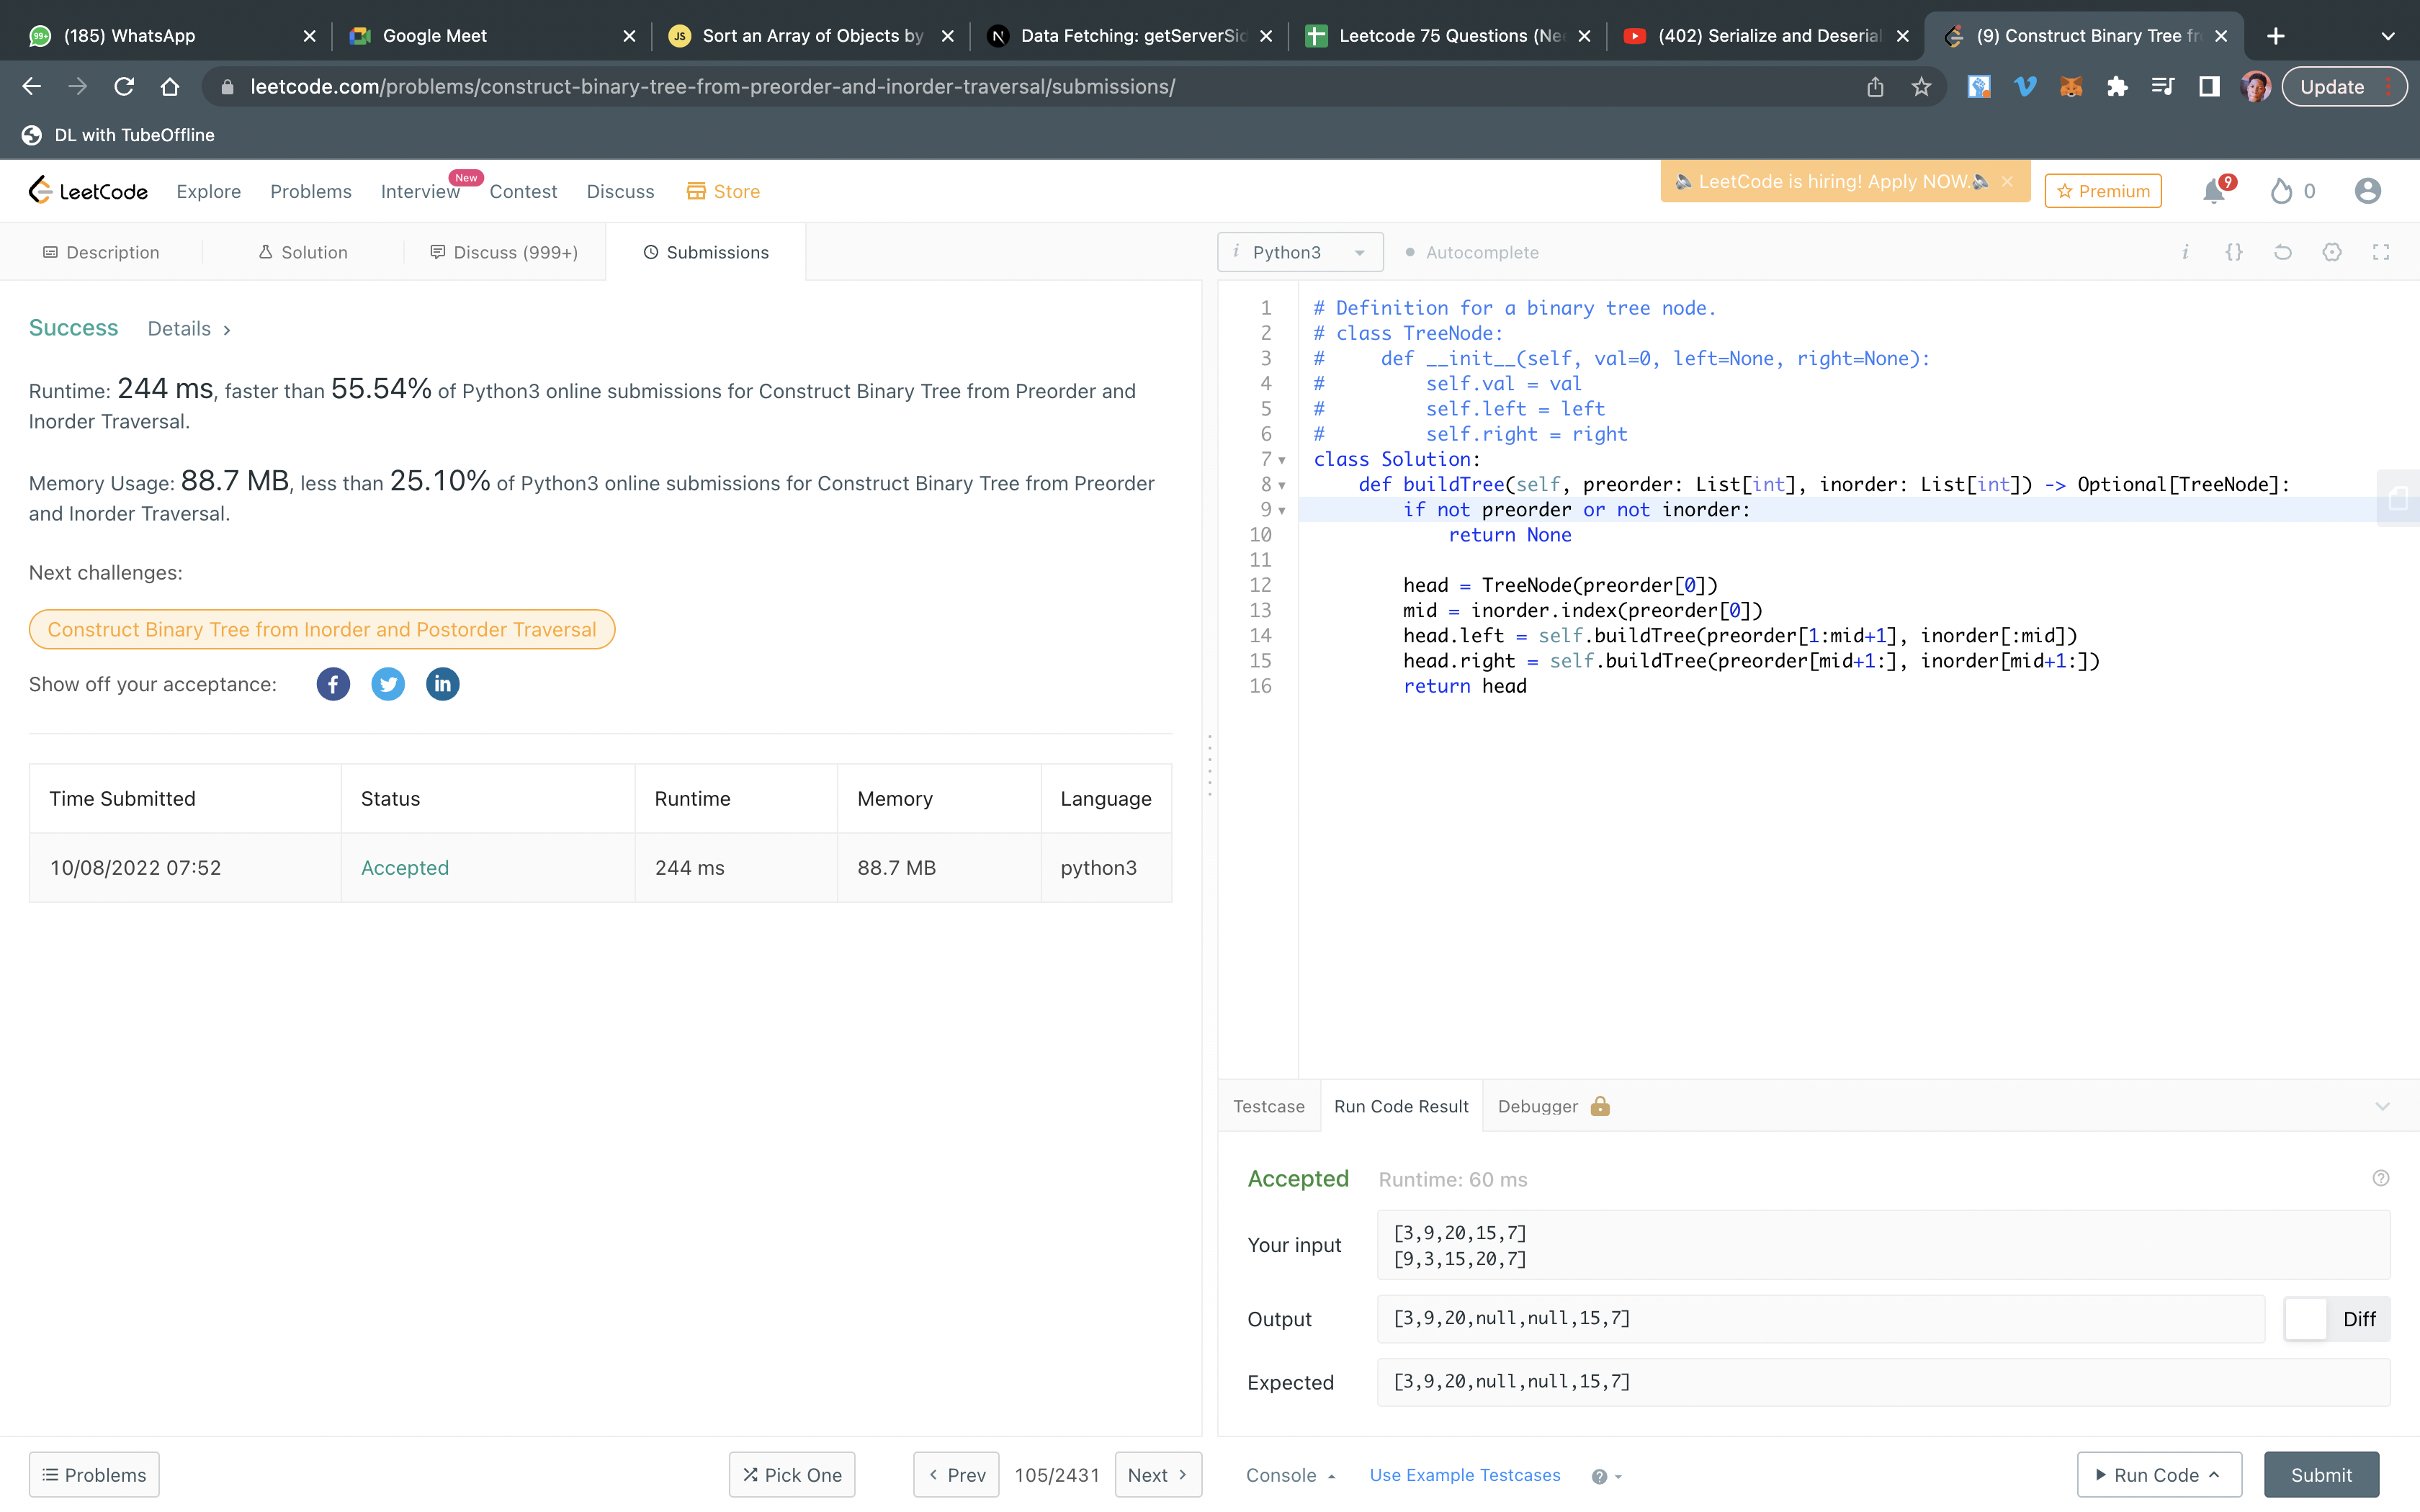 (185) WhatsApp
Google Meet
Sort an Array of Objects by
Data Fetching: getServerSid
Leetcode 75 Questions (Nee
(402) Serialize and Deserial
(9) Construct Binary Tree fr
leetcode.com/problems/construct-binary-tree-from-preorder-and-inorder-traversal/submissions/
Update
DL with TubeOffline
LeetCode
Explore
Problems
Interview
New
Contest
Discuss
Store
LeetCode is hiring! Apply NOW.
Premium
9
0
Description
Solution
Discuss (999+)
Submissions
i Python3
Autocomplete
i {}
Success
Details
Runtime: 244 ms, faster than 55.54% of Python3 online submissions for Construct Binary Tree from Preorder and
Inorder Traversal.
Memory Usage: 88.7 MB, less than 25.10% of Python3 online submissions for Construct Binary Tree from Preorder
and Inorder Traversal.
Next challenges:
Construct Binary Tree from Inorder and Postorder Traversal
Show off your acceptance:
Time Submitted Status Runtime Memory Language
10/08/2022 07:52 Accepted 244 ms 88.7 MB python3
1 # Definition for a binary tree node.
2 # class TreeNode:
3 #     def __init__(self, val=0, left=None, right=None):
4 #         self.val = val
5 #         self.left = left
6 #         self.right = right
7 class Solution:
8     def buildTree(self, preorder: List[int], inorder: List[int]) -> Optional[TreeNode]:
9         if not preorder or not inorder:
10             return None
11
12         head = TreeNode(preorder[0])
13         mid = inorder.index(preorder[0])
14         head.left = self.buildTree(preorder[1:mid+1], inorder[:mid])
15         head.right = self.buildTree(preorder[mid+1:], inorder[mid+1:])
16         return head
Testcase
Run Code Result
Debugger
Accepted
Runtime: 60 ms
Your input
[3,9,20,15,7]
[9,3,15,20,7]
Output
[3,9,20,null,null,15,7]
Diff
Expected
[3,9,20,null,null,15,7]
Problems
Pick One
Prev
105/2431
Next
Console
Use Example Testcases
Run Code
Submit